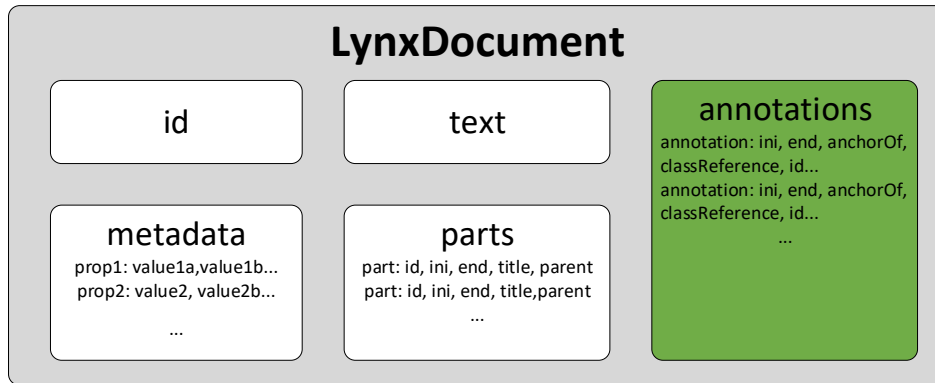 LynxDocument
id
text
annotations
annotation: ini, end, anchorOf,
classReference, id...
annotation: ini, end, anchorOf,
classReference, id...
...
metadata
prop1: value1a,value1b...
prop2: value2, value2b...
...
parts
part: id, ini, end, title, parent
part: id, ini, end, title,parent
...